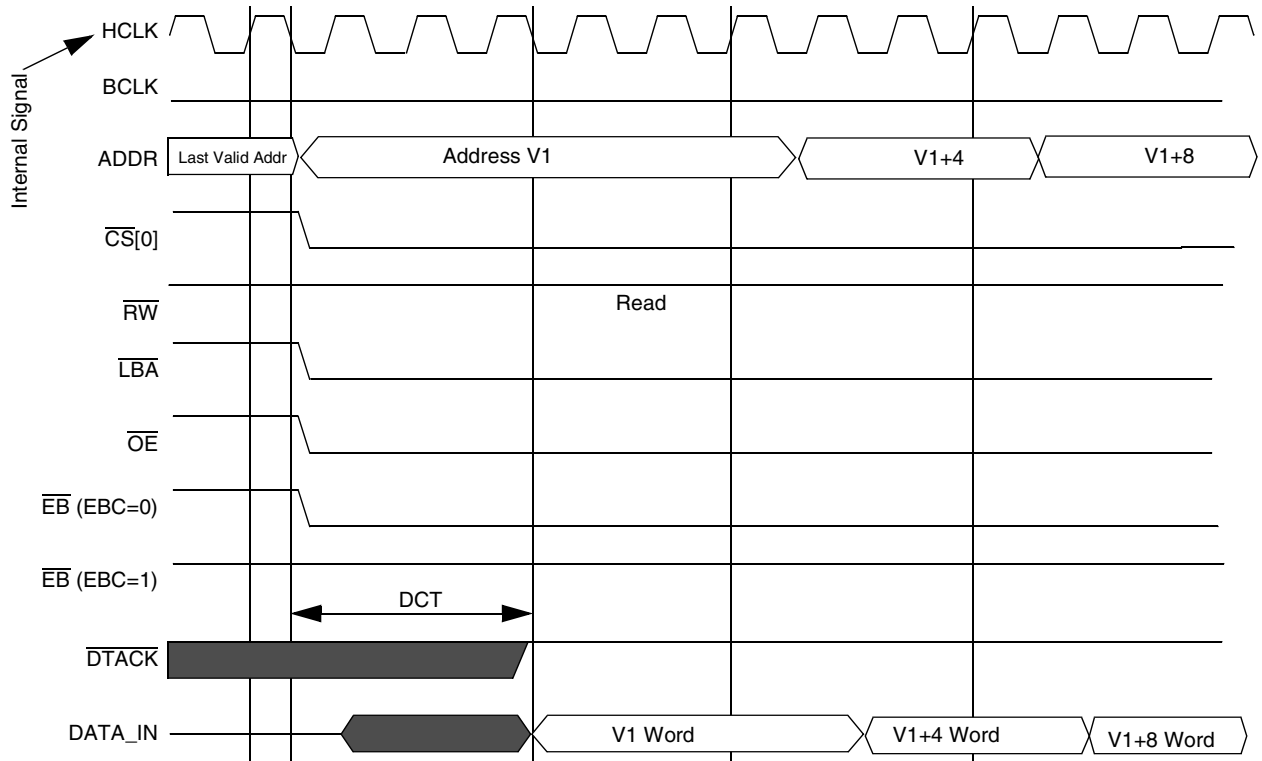 Internal Signal
HCLK
BCLK
ADDR Last Valid Addr Address V1 V1+4 V1+8
CS[0]
RW Read
LBA
OE
EB (EBC=0)
EB (EBC=1)
DCT
DTACK
DATA_IN V1 Word V1+4 Word V1+8 Word